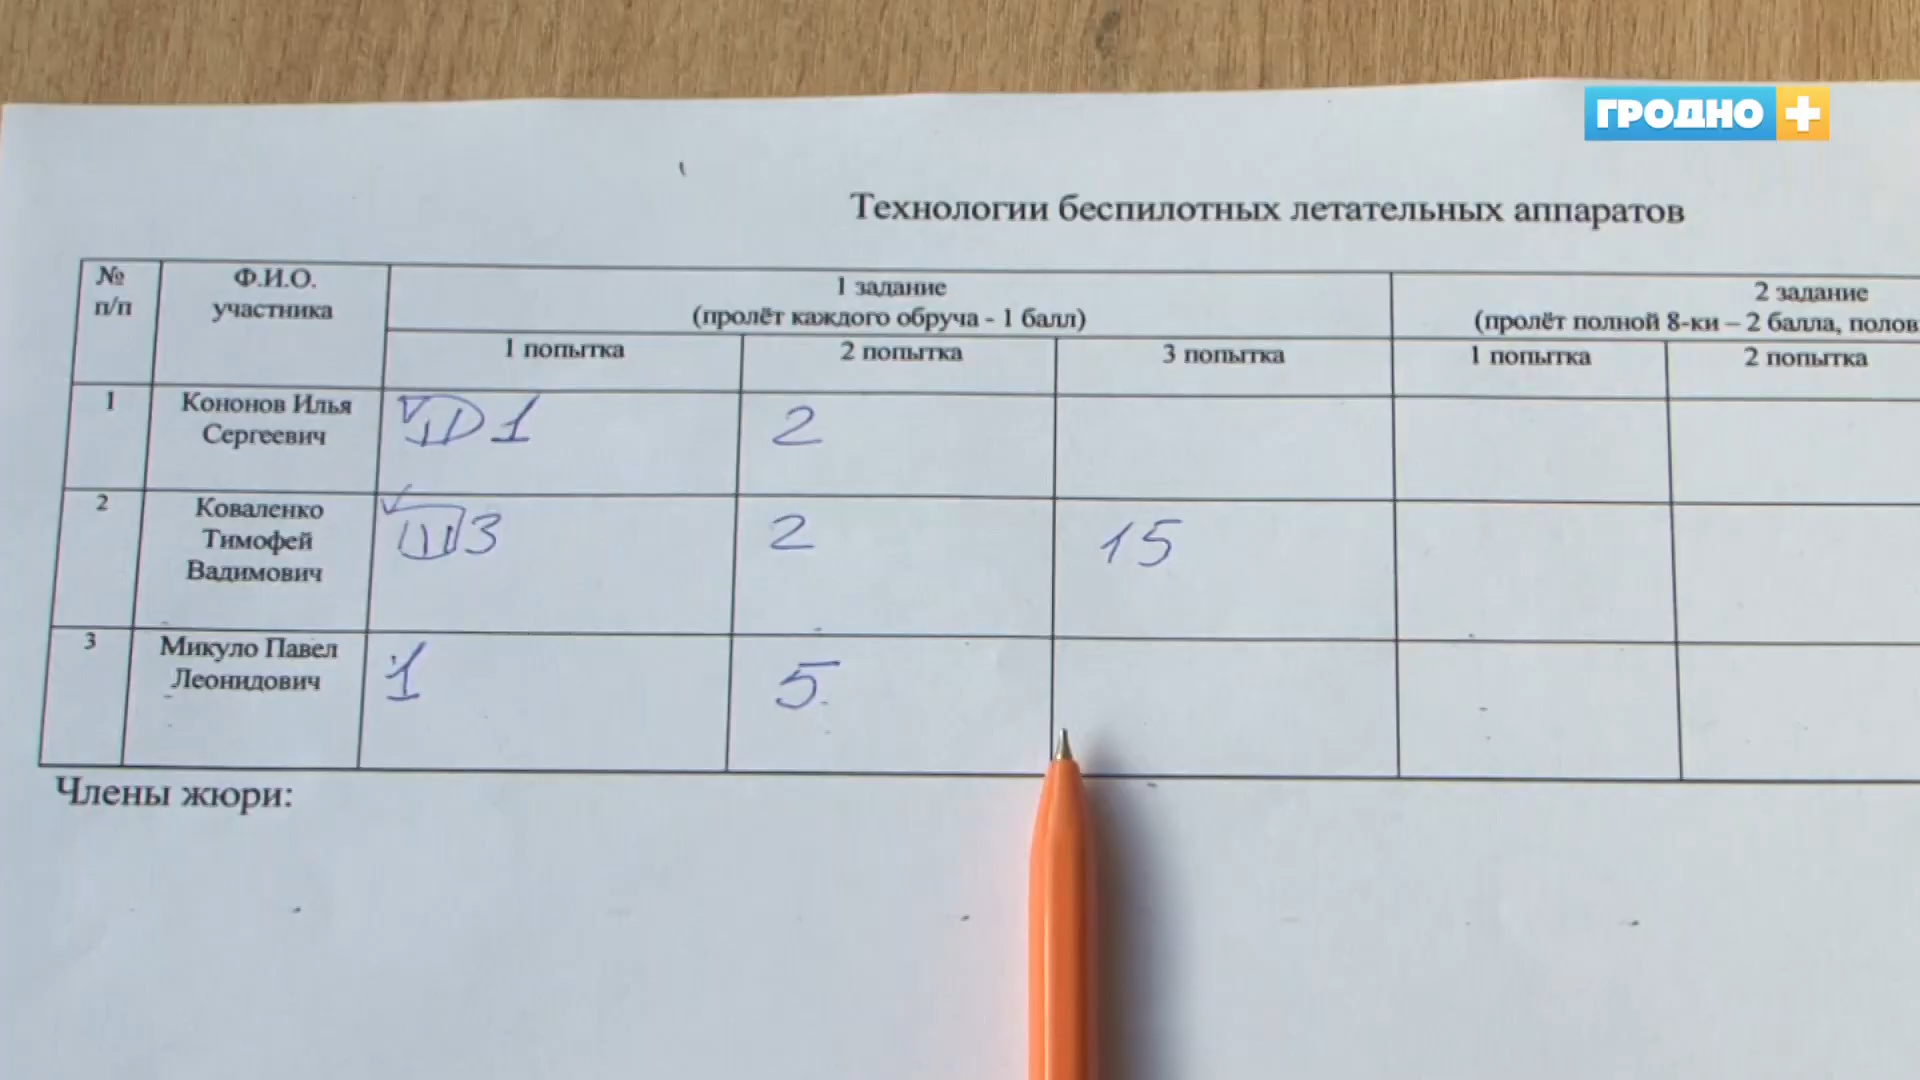 ГРОДНО +
Технологии беспилотных летательных аппаратов
№
п/п
Ф.И.О.
участника
1 задание
(пролёт каждого обруча - 1 балл)
2 задание
(пролёт полной 8-ки – 2 балла, полов
1 попытка
2 попытка
3 попытка
1 попытка
2 попытка
1
Кононов Илья
Сергеевич
1
2
2
Коваленко
Тимофей
Вадимович
3
2
15
3
Микуло Павел
Леонидович
1
5
Члены жюри: